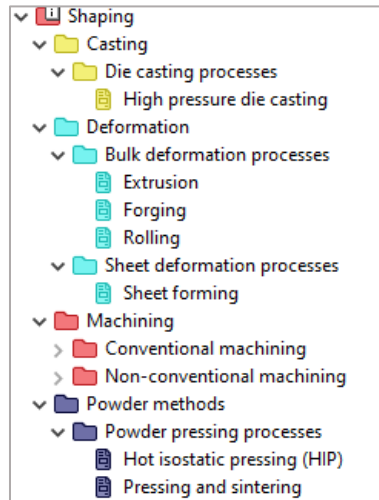 Shaping
Casting
Die casting processes
High pressure die casting
Deformation
Bulk deformation processes
Extrusion
Forging
Rolling
Sheet deformation processes
Sheet forming
Machining
Conventional machining
Non-conventional machining
Powder methods
Powder pressing processes
Hot isostatic pressing (HIP)
Pressing and sintering